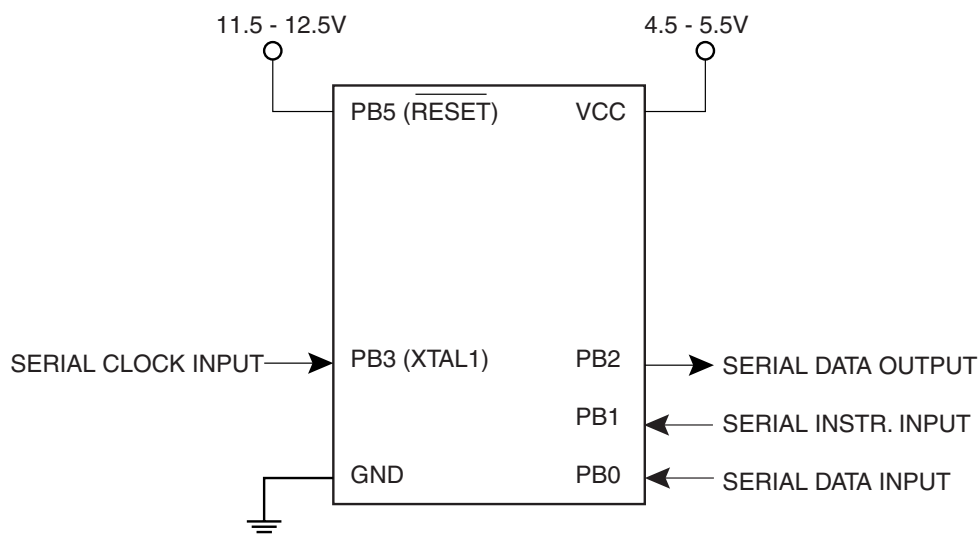 11.5 - 12.5V
4.5 - 5.5V
PB5 (RESET)
VCC
SERIAL CLOCK INPUT
PB3 (XTAL1)
PB2
SERIAL DATA OUTPUT
PB1
SERIAL INSTR. INPUT
GND
PB0
SERIAL DATA INPUT